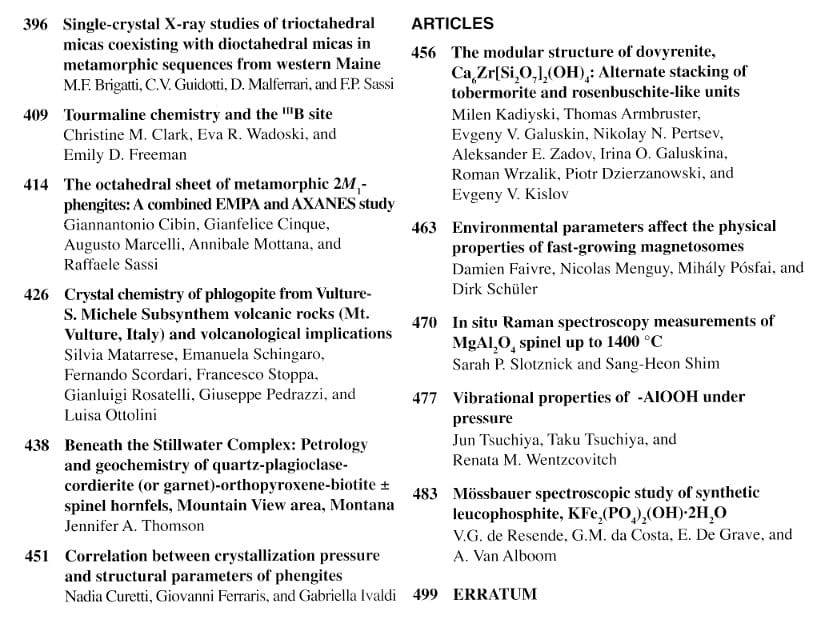 396 Single-crystal X-ray studies of trioctahedral
micas coexisting with dioctahedral micas in
metamorphic sequences from western Maine
M.F. Brigatti, C.V. Guidotti, D. Malferrari, and F.P. Sassi
409 Tourmaline chemistry and the ᴵᴵᴵB site
Christine M. Clark, Eva R. Wadoski, and
Emily D. Freeman
414 The octahedral sheet of metamorphic 2M₁-
phengites: A combined EMPA and AXANES study
Giannantonio Cibin, Gianfelice Cinque,
Augusto Marcelli, Annibale Mottana, and
Raffaele Sassi
426 Crystal chemistry of phlogopite from Vulture-
S. Michele Subsynthem volcanic rocks (Mt.
Vulture, Italy) and volcanological implications
Silvia Matarrese, Emanuela Schingaro,
Fernando Scordari, Francesco Stoppa,
Gianluigi Rosatelli, Giuseppe Pedrazzi, and
Luisa Ottolini
438 Beneath the Stillwater Complex: Petrology
and geochemistry of quartz-plagioclase-
cordierite (or garnet)-orthopyroxene-biotite ±
spinel hornfels, Mountain View area, Montana
Jennifer A. Thomson
451 Correlation between crystallization pressure
and structural parameters of phengites
Nadia Curetti, Giovanni Ferraris, and Gabriella Ivaldi
ARTICLES
456 The modular structure of dovyrenite,
Ca₆Zr[Si₂O₇]₂(OH)₄: Alternate stacking of
tobermorite and rosenbuschite-like units
Milen Kadiyski, Thomas Armbruster,
Evgeny V. Galuskin, Nikolay N. Pertsev,
Aleksander E. Zadov, Irina O. Galuskina,
Roman Wrzalik, Piotr Dzierzanowski, and
Evgeny V. Kislov
463 Environmental parameters affect the physical
properties of fast-growing magnetosomes
Damien Faivre, Nicolas Menguy, Mihály Pósfai, and
Dirk Schüler
470 In situ Raman spectroscopy measurements of
MgAl₂O₄ spinel up to 1400 °C
Sarah P. Slotznick and Sang-Heon Shim
477 Vibrational properties of -AlOOH under
pressure
Jun Tsuchiya, Taku Tsuchiya, and
Renata M. Wentzcovitch
483 Mössbauer spectroscopic study of synthetic
leucophosphite, KFe₂(PO₄)₂(OH)·2H₂O
V.G. de Resende, G.M. da Costa, E. De Grave, and
A. Van Alboom
499 ERRATUM